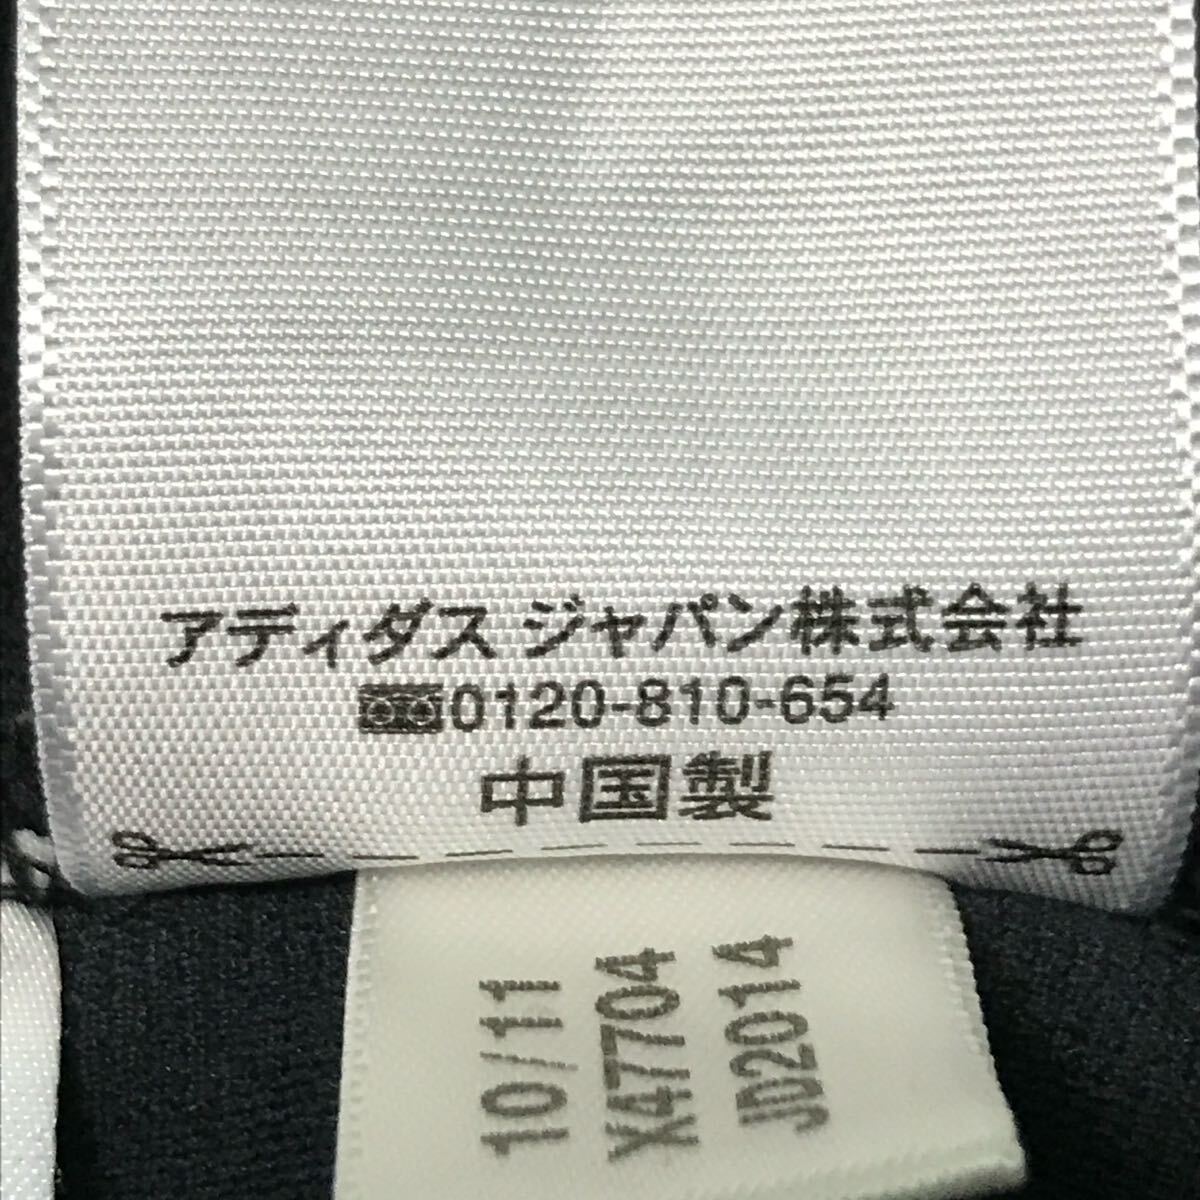 アディダス ジャパン株式会社
0120-810-654
中国製
10/11
X47704
JD2014